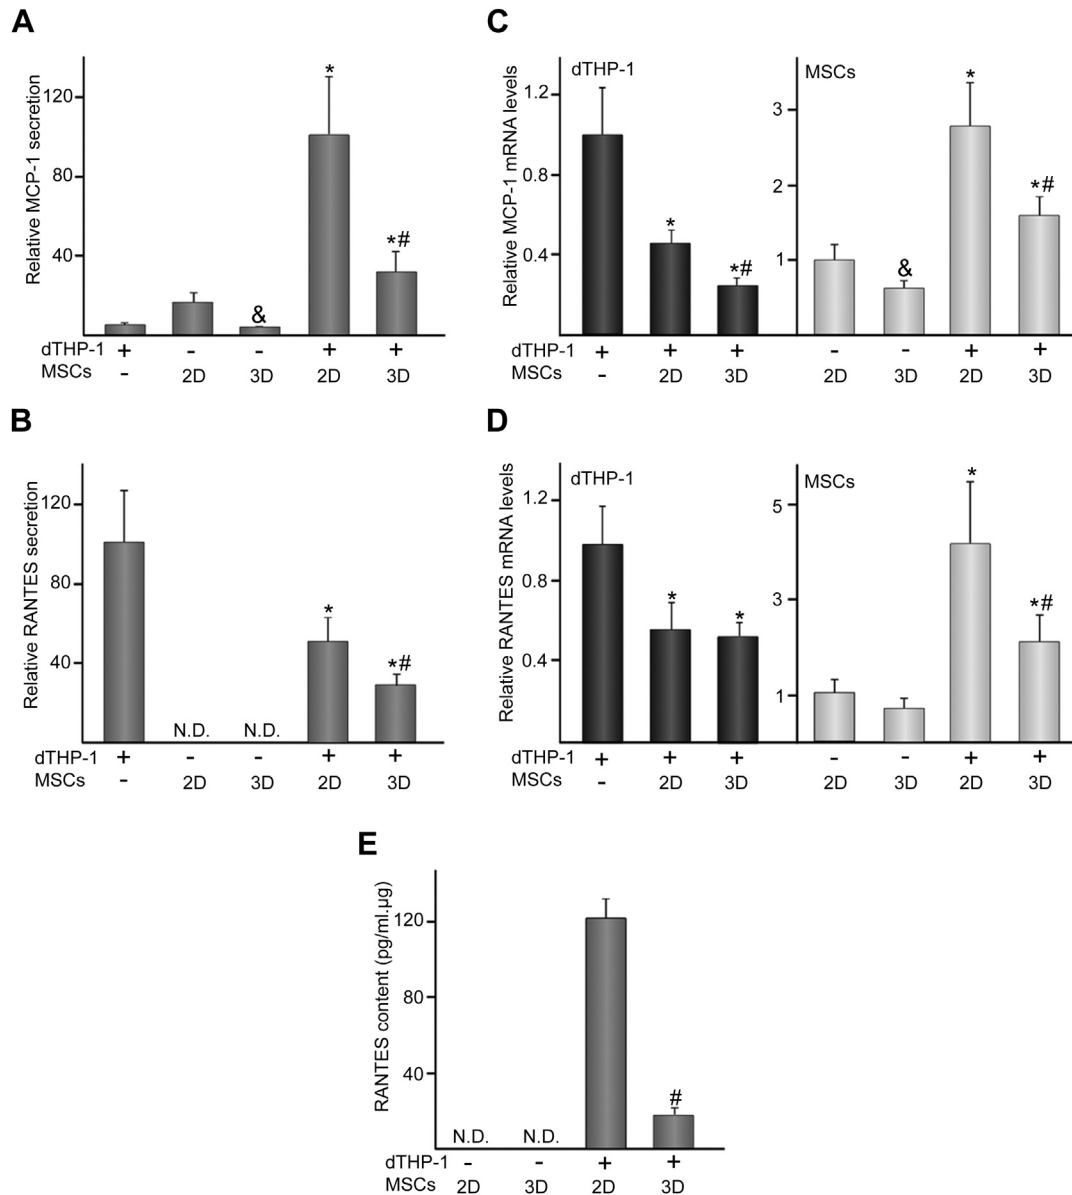 A
Relative MCP-1 secretion
120
80
40
*
*#
&
dTHP-1 + - - + +
MSCs - 2D 3D 2D 3D
C
Relative MCP-1 mRNA levels
dTHP-1
1.2
0.8
0.4
*
*#
dTHP-1 + + +
MSCs - 2D 3D
MSCs
3
2
1
&
*
*#
- - + +
2D 3D 2D 3D
B
Relative RANTES secretion
120
80
40
N.D. N.D.
*
*#
dTHP-1 + - - + +
MSCs - 2D 3D 2D 3D
D
Relative RANTES mRNA levels
dTHP-1
1.2
0.8
0.4
*
*
dTHP-1 + + +
MSCs - 2D 3D
MSCs
5
3
1
*
*#
- - + +
2D 3D 2D 3D
E
RANTES content (pg/ml.µg)
120
80
40
N.D. N.D.
#
dTHP-1 - - + +
MSCs 2D 3D 2D 3D